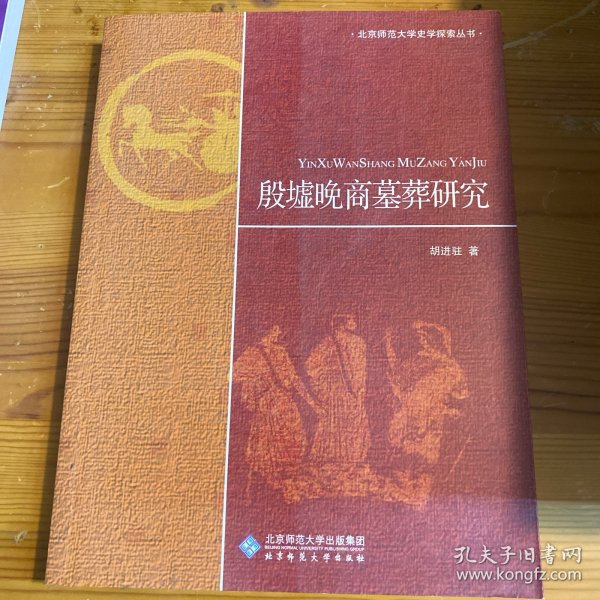 ·北京师范大学史学探索丛书·
YINXUWANSHANG MUZANG YANJIU
殷墟晚商墓葬研究
胡进驻 著
北京师范大学出版集团
BEIJING NORMAL UNIVERSITY PUBLISHING GROUP
北京师范大学出版社
孔夫子旧书网
www.kongfz.com